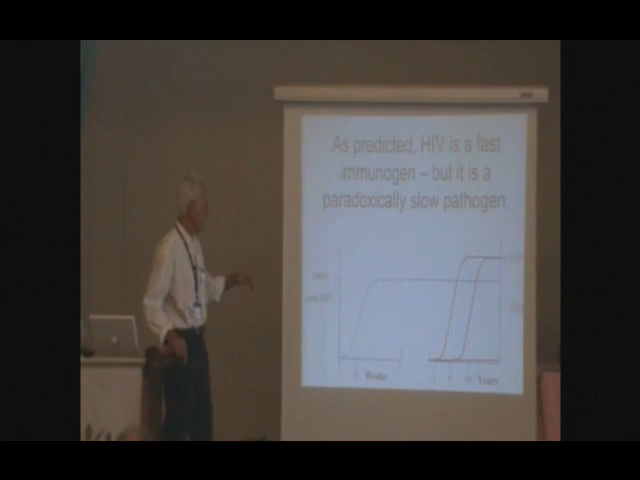 As predicted, HIV is a fast
immunogen – but it is a
paradoxically slow pathogen.
Weeks
Years